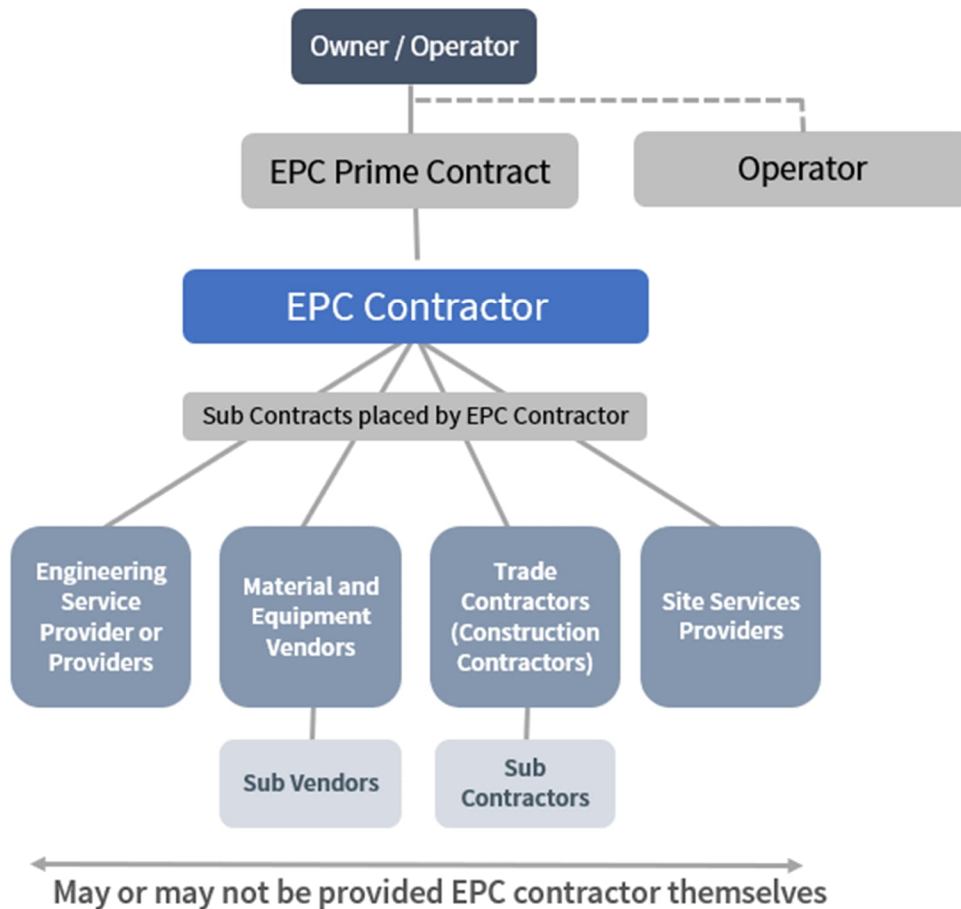 Owner / Operator
EPC Prime Contract
Operator
EPC Contractor
Sub Contracts placed by EPC Contractor
Engineering
Service
Provider or
Providers
Material and
Equipment
Vendors
Trade
Contractors
(Construction
Contractors)
Site Services
Providers
Sub Vendors
Sub
Contractors
May or may not be provided EPC contractor themselves